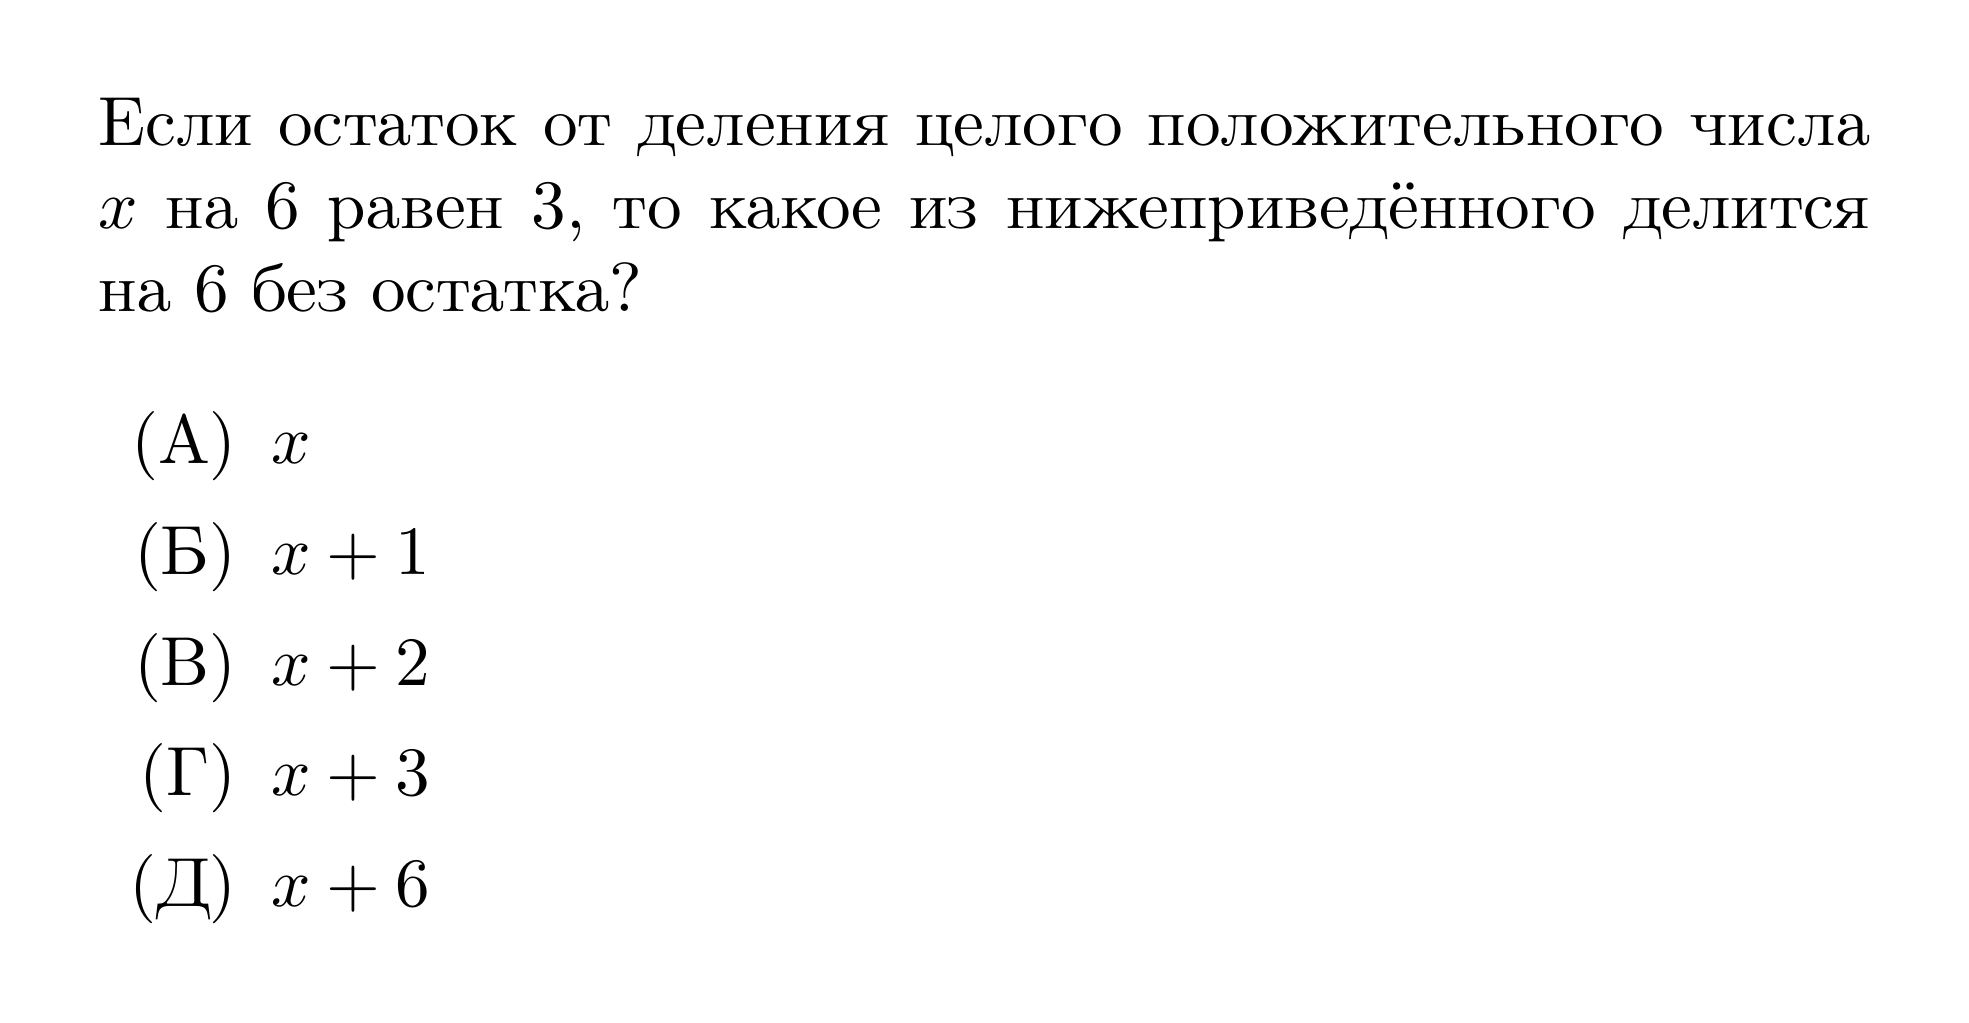 Если остаток от деления целого положительного числа
x на 6 равен 3, то какое из нижеприведённого делится
на 6 без остатка?
(А) x
(Б) x + 1
(В) x + 2
(Г) x + 3
(Д) x + 6